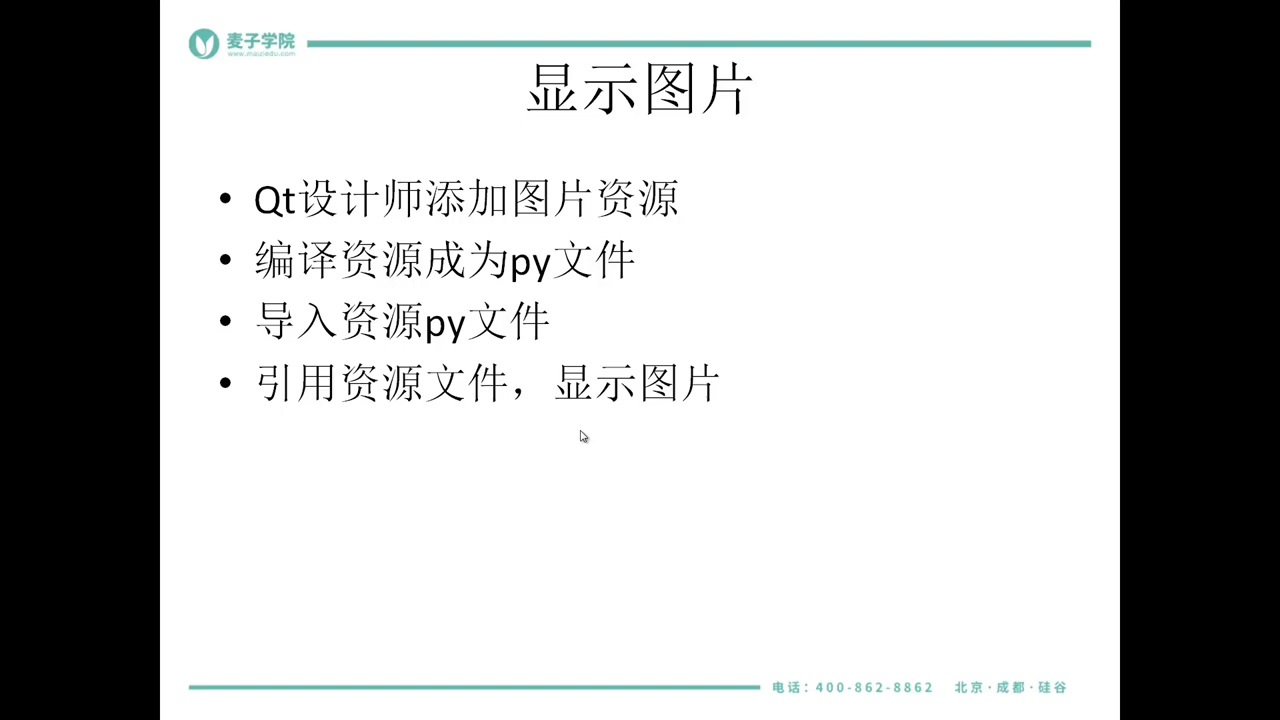 麦子学院
www.maiziedu.com
显示图片
• Qt设计师添加图片资源
• 编译资源成为py文件
• 导入资源py文件
• 引用资源文件，显示图片
电话：400-862-8862 北京·成都·硅谷